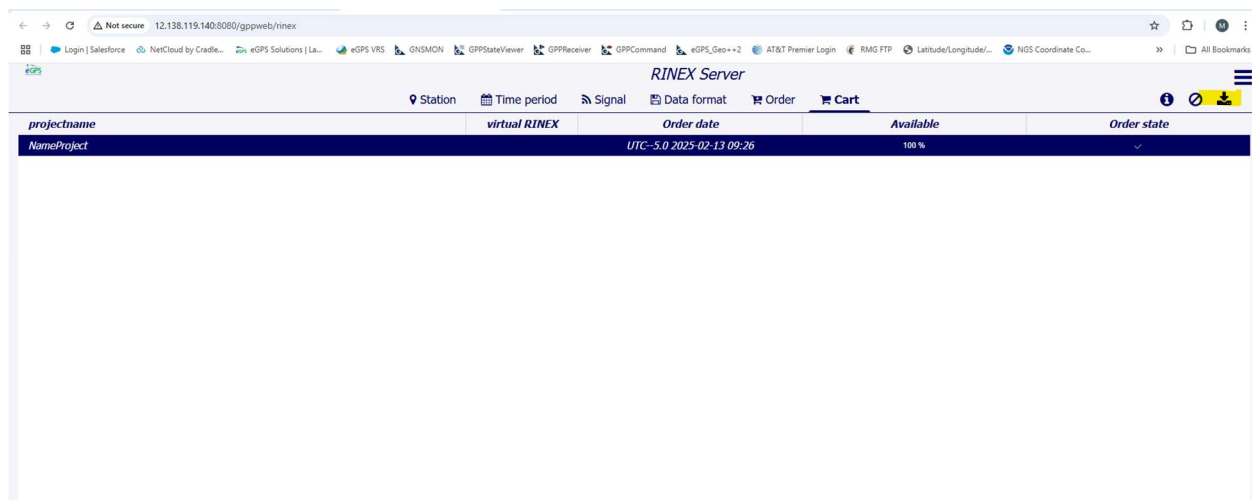 Not secure 12.138.119.140:8080/gppweb/rinex M
Login | Salesforce NetCloud by Cradle... eGPS Solutions | La... eGPS VRS GNSMON GPPStateViewer GPPReceiver GPPCommand eGPS_Geo++2 AT&T Premier Login RMG FTP Latitude/Longitude/... NGS Coordinate Co... » All Bookmarks
eGPS RINEX Server
Station Time period Signal Data format Order Cart
projectname virtual RINEX Order date Available Order state
NameProject UTC--5.0 2025-02-13 09:26 100 %